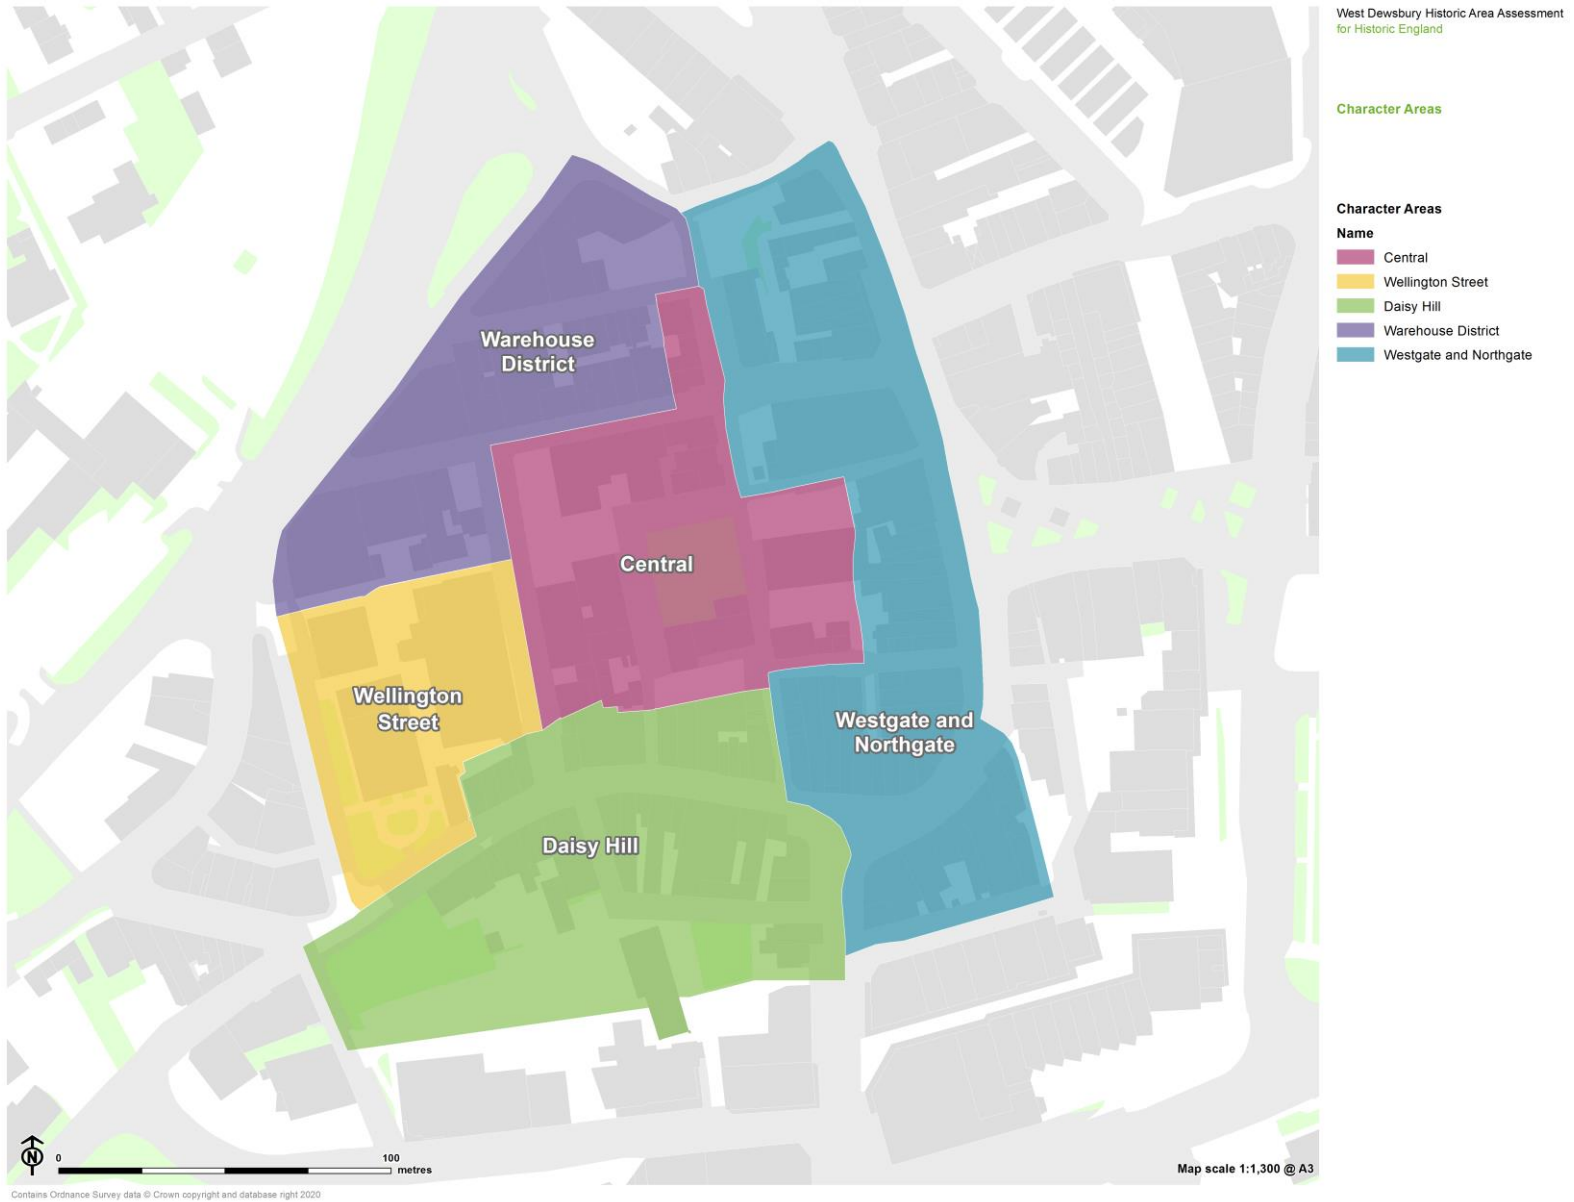 West Dewsbury Historic Area Assessment
for Historic England
Character Areas
Character Areas
Name
Central
Wellington Street
Daisy Hill
Warehouse District
Westgate and Northgate
Warehouse
District
Central
Wellington
Street
Westgate and
Northgate
Daisy Hill
N
0
100
metres
Map scale 1:1,300 @ A3
Contains Ordnance Survey data © Crown copyright and database right 2020